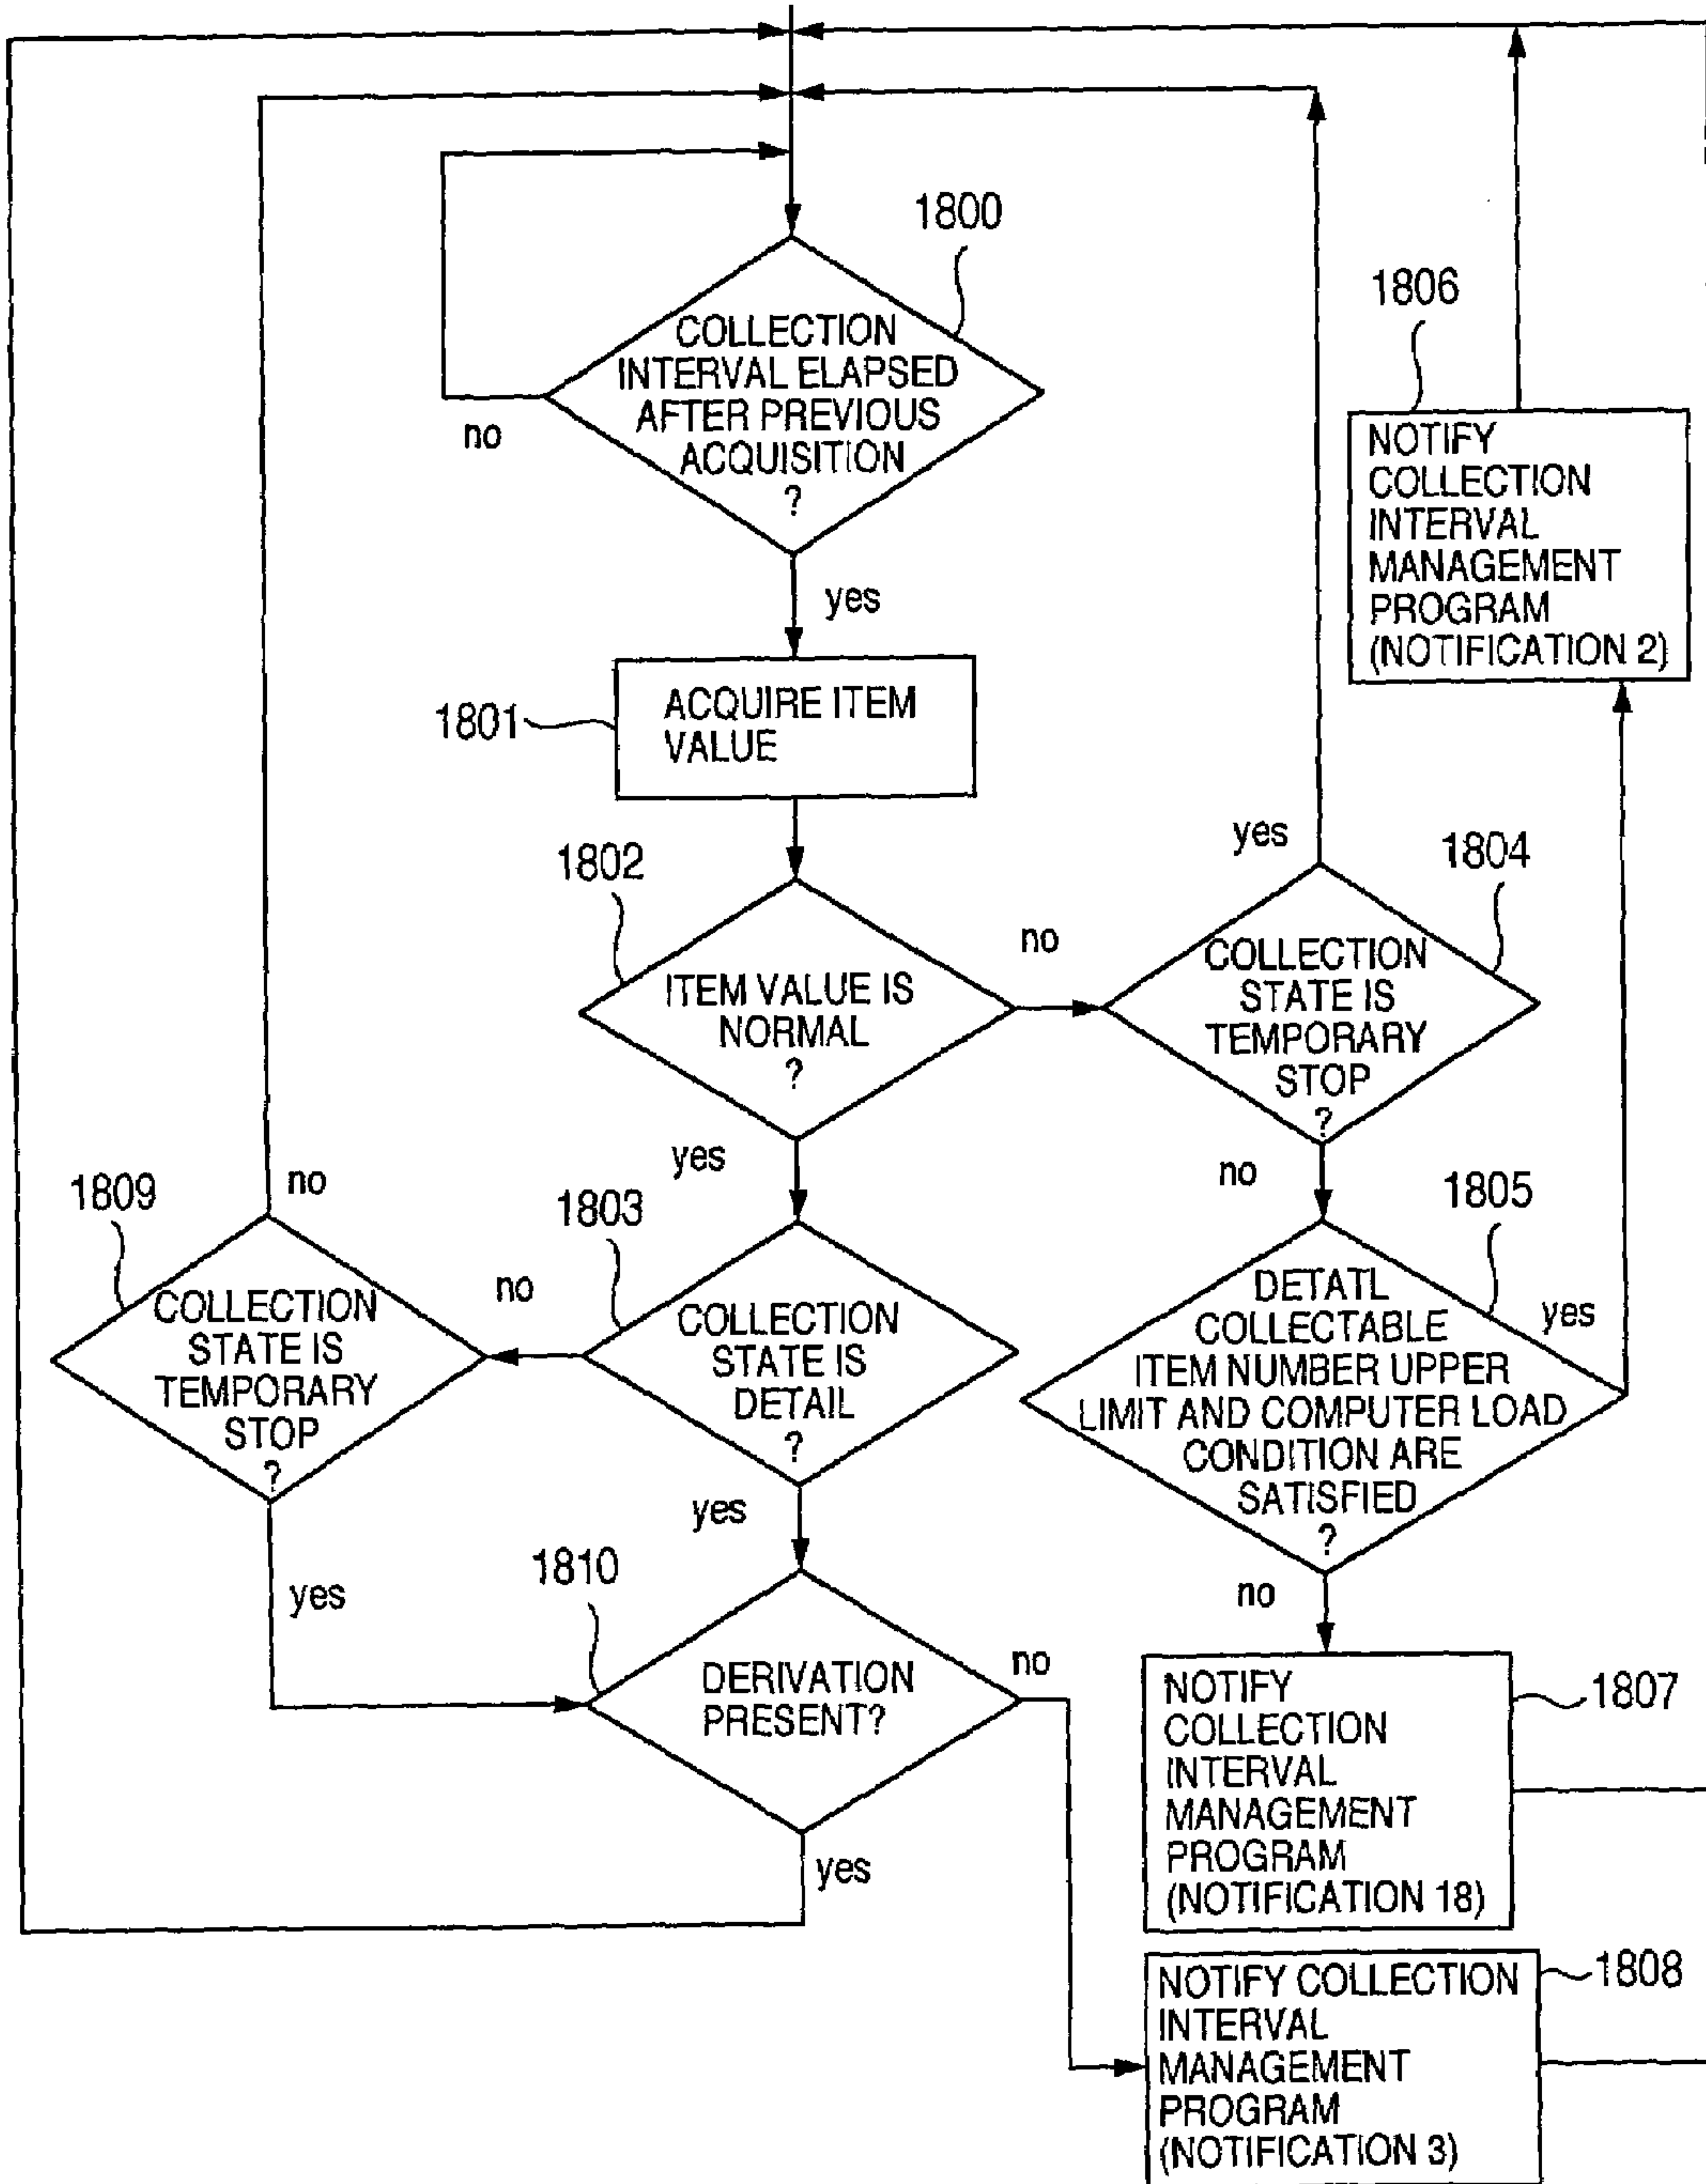 1800
COLLECTION
INTERVAL ELAPSED
AFTER PREVIOUS
ACQUISITION
?
no
yes
1806
NOTIFY
COLLECTION
INTERVAL
MANAGEMENT
PROGRAM
(NOTIFICATION 2)
1801
ACQUIRE ITEM
VALUE
1802
ITEM VALUE IS
NORMAL
?
no
yes
yes
1804
COLLECTION
STATE IS
TEMPORARY
STOP
?
no
1809
no
COLLECTION
STATE IS
TEMPORARY
STOP
?
yes
1803
no
COLLECTION
STATE IS
DETAIL
?
yes
1805
DETATL
COLLECTABLE
ITEM NUMBER UPPER
LIMIT AND COMPUTER LOAD
CONDITION ARE
SATISFIED
?
yes
no
1810
DERIVATION
PRESENT?
no
yes
NOTIFY
COLLECTION
INTERVAL
MANAGEMENT
PROGRAM
(NOTIFICATION 18)
1807
NOTIFY COLLECTION
INTERVAL
MANAGEMENT
PROGRAM
(NOTIFICATION 3)
1808